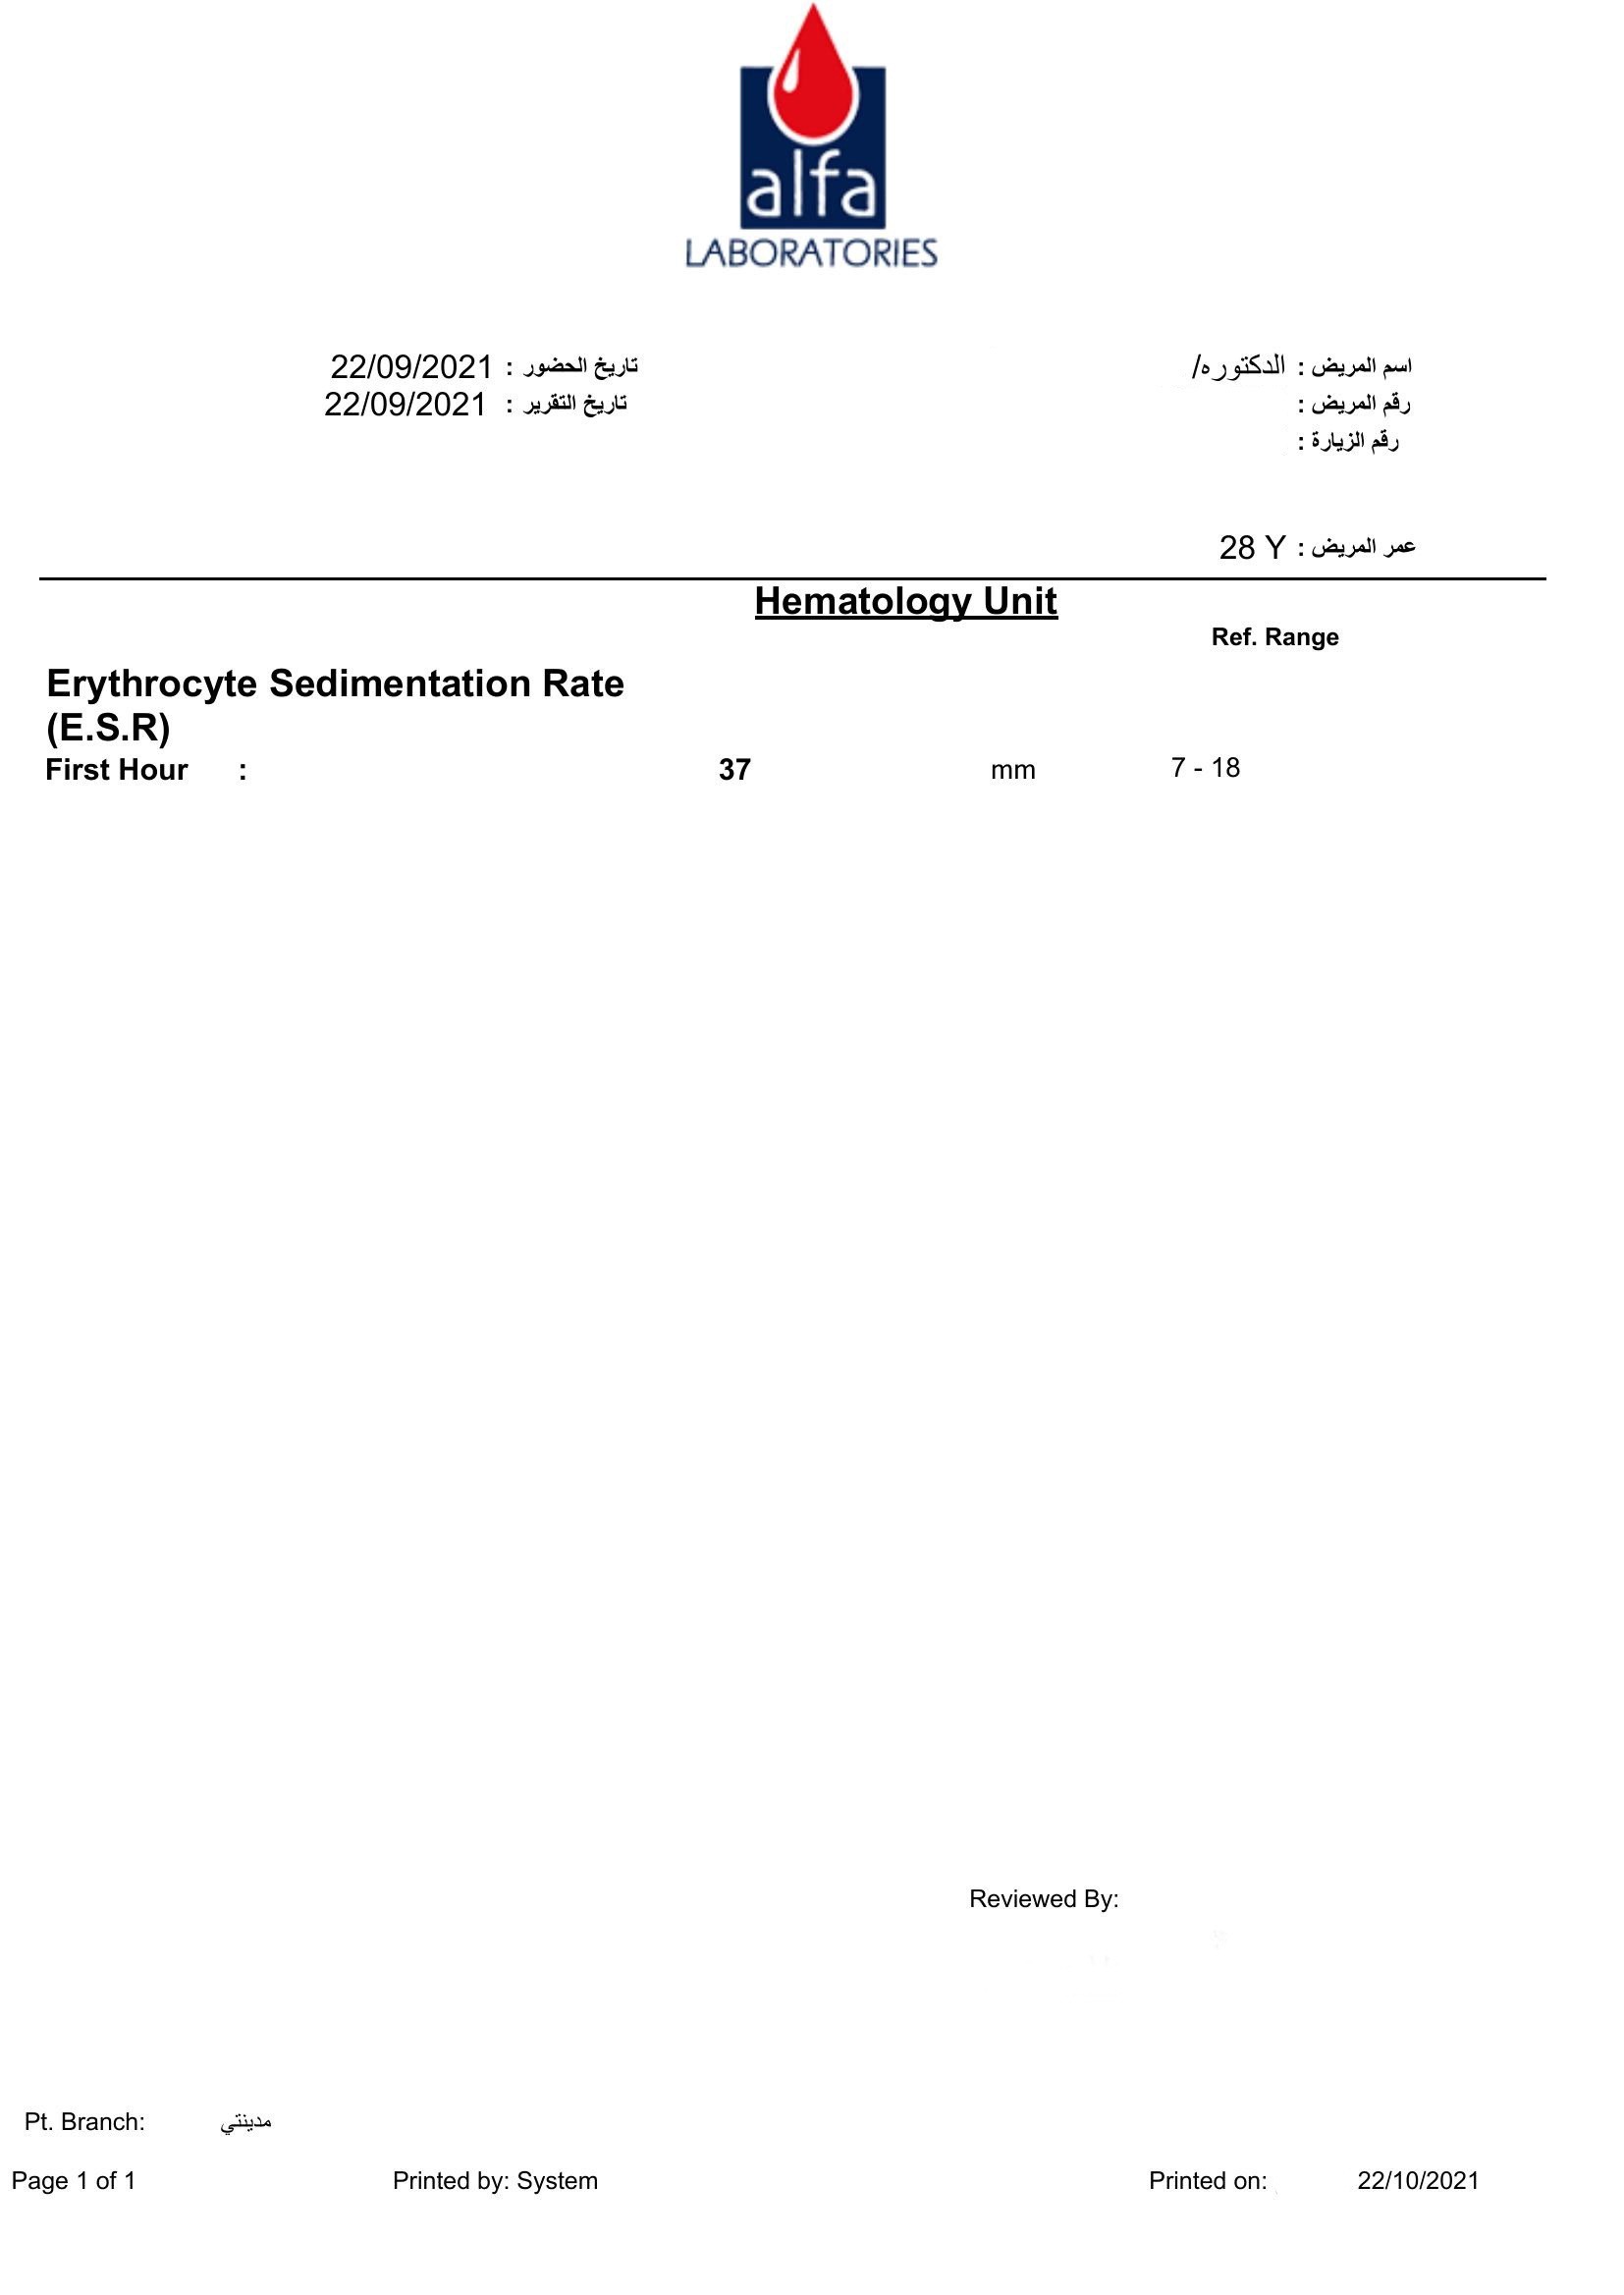 alfa
LABORATORIES
اسم المريض : الدكتوره/
تاريخ الحضور : 22/09/2021
رقم المريض :
تاريخ التقرير : 22/09/2021
رقم الزيارة :
عمر المريض : 28 Y
Hematology Unit
Ref. Range
Erythrocyte Sedimentation Rate
(E.S.R)
First Hour : 37 mm 7 - 18
Reviewed By:
Pt. Branch: مدينتي
Page 1 of 1 Printed by: System Printed on: 22/10/2021